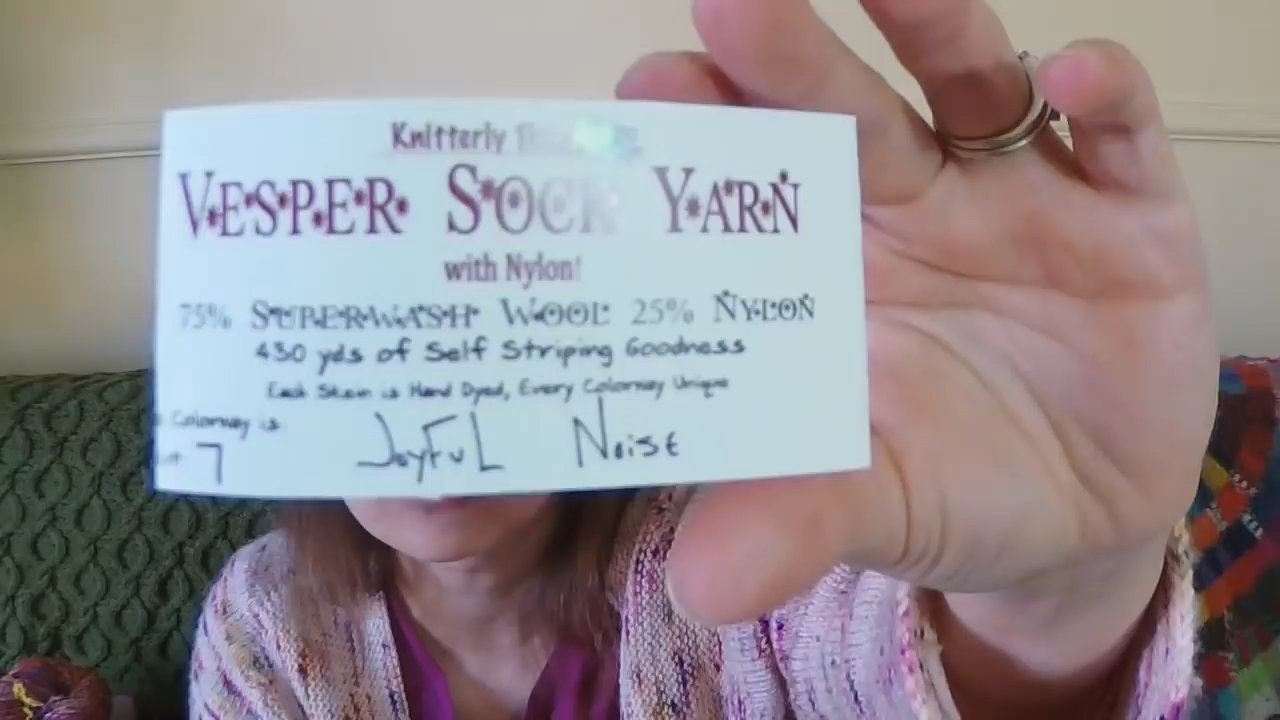 Knitterly
VESPER SOCK YARN
with Nylon!
75% SUPERWASH WOOL 25% NYLON
430 yds of Self Striping Goodness
Each Skein is Hand Dyed, Every Colorway Unique
Colorway is:
7 JoyFuL NoisE